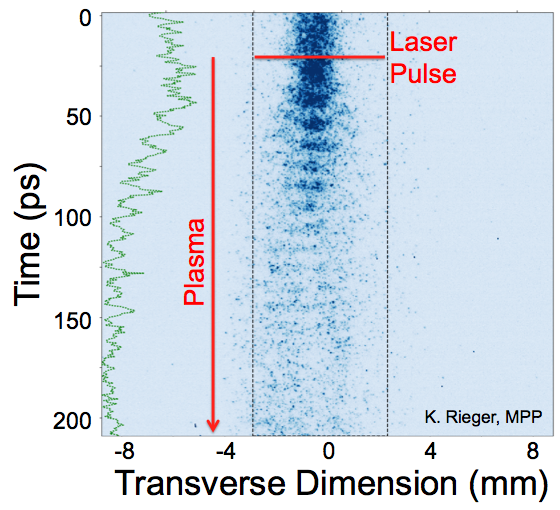 0
50
100
150
200
Time (ps)
Laser
Pulse
Plasma
K. Rieger, MPP
-8
-4
0
4
8
Transverse Dimension (mm)